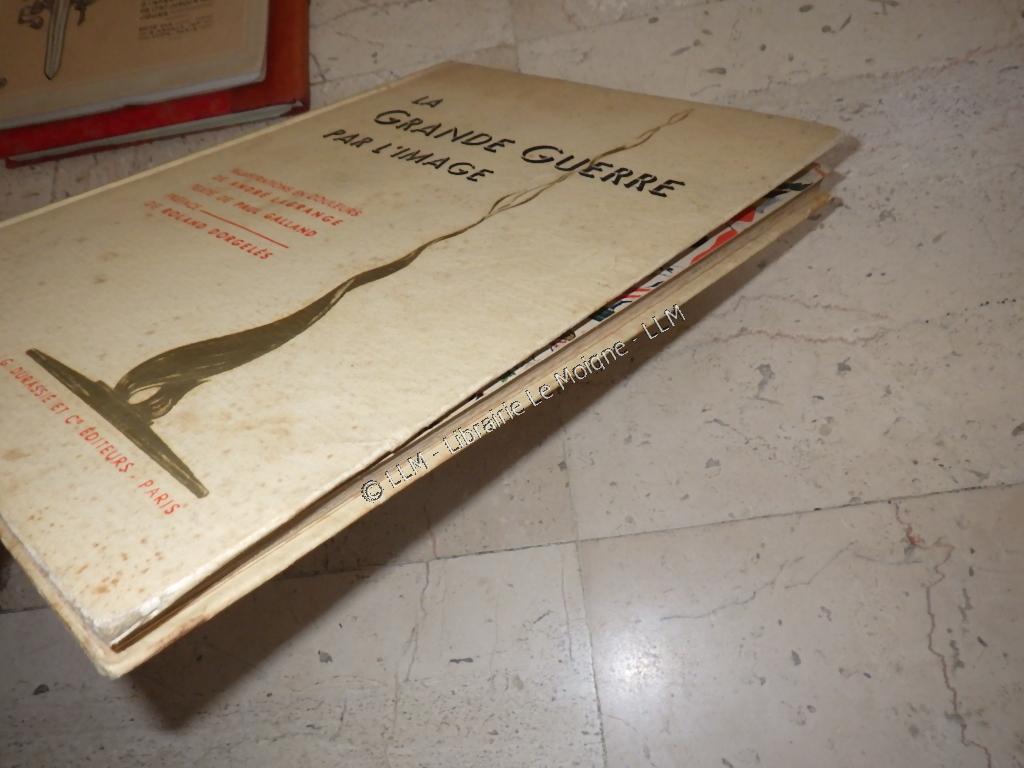 LA
GRANDE GUERRE
PAR L'IMAGE
ILLUSTRATIONS EN COULEURS
DE ANDRÉ LAGRANGE
TEXTE DE PAUL GALLAND
PRÉFACE
DE ROLAND DORGELÈS
G. DURASSIÉ ET Cie ÉDITEURS. PARIS
© LLM - Librairie Le Moigne - LLM